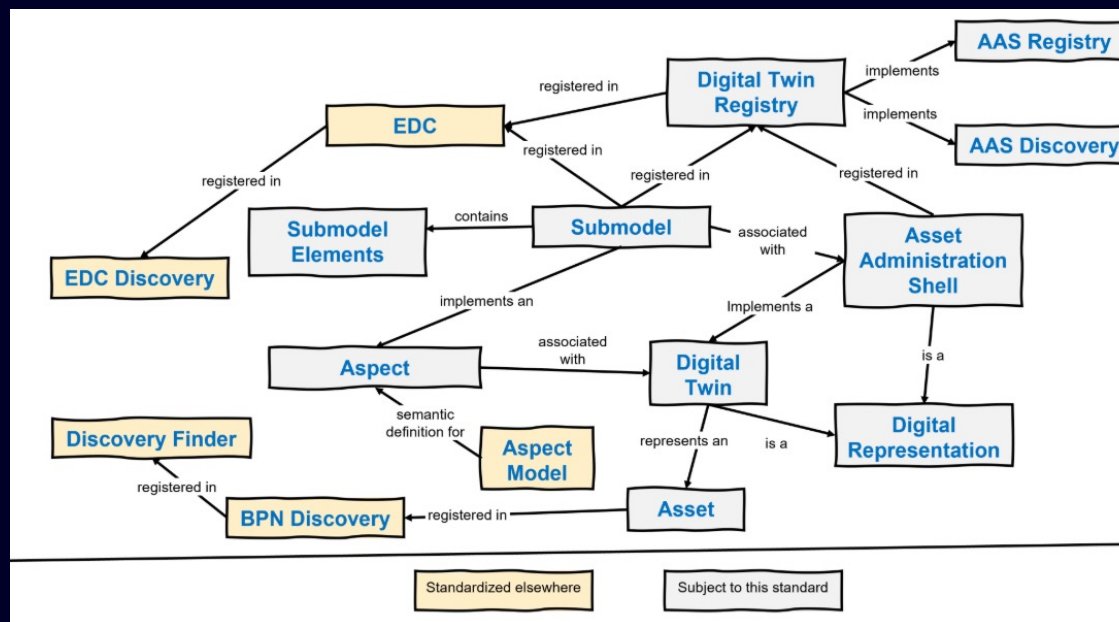 AAS Registry
implements
Digital Twin
Registry
registered in
implements
EDC
AAS Discovery
registered in
registered in
registered in
registered in
contains
Submodel
Elements
Submodel
associated
with
Asset
Administration
Shell
EDC Discovery
implements an
Implements a
associated
with
is a
Aspect
Digital
Twin
semantic
definition for
Discovery Finder
Aspect
Model
represents an
is a
Digital
Representation
registered in
BPN Discovery
registered in
Asset
Standardized elsewhere
Subject to this standard